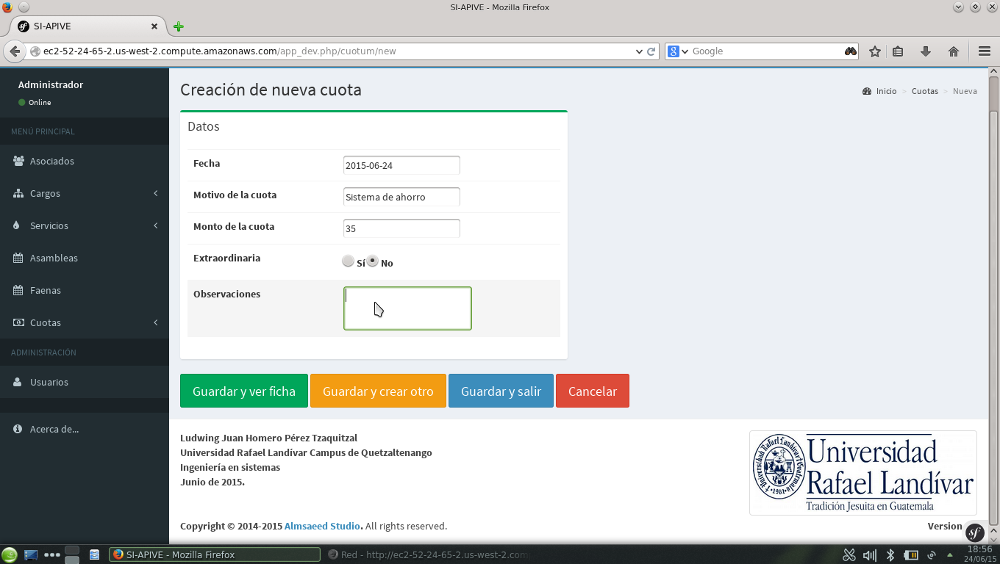 SI-APIVE - Mozilla Firefox
SI-APIVE
ec2-52-24-65-2.us-west-2.compute.amazonaws.com/app_dev.php/cuotum/new
Google
Administrador
Online
MENÚ PRINCIPAL
Asociados
Cargos
Servicios
Asambleas
Faenas
Cuotas
ADMINISTRACIÓN
Usuarios
Acerca de...
Creación de nueva cuota
Inicio > Cuotas > Nueva
Datos
Fecha 2015-06-24
Motivo de la cuota Sistema de ahorro
Monto de la cuota 35
Extraordinaria Sí No
Observaciones
Guardar y ver ficha Guardar y crear otro Guardar y salir Cancelar
Ludwing Juan Homero Pérez Tzaquitzal
Universidad Rafael Landívar Campus de Quetzaltenango
Ingeniería en sistemas
Junio de 2015.
Universidad
Rafael Landívar
Tradición Jesuita en Guatemala
Copyright © 2014-2015 Almsaeed Studio. All rights reserved.
Version
SI-APIVE - Mozilla Firefox
Red - http://ec2-52-24-65-2.us-west-2.com
18:56
24/06/15